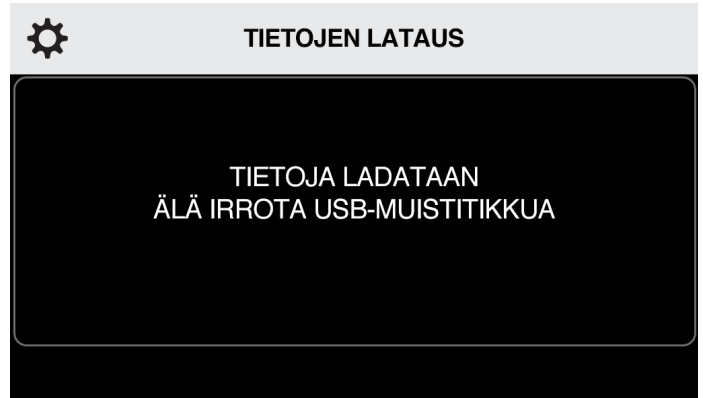 TIETOJEN LATAUS
TIETOJA LADATAAN
ÄLÄ IRROTA USB-MUISTITIKKUA